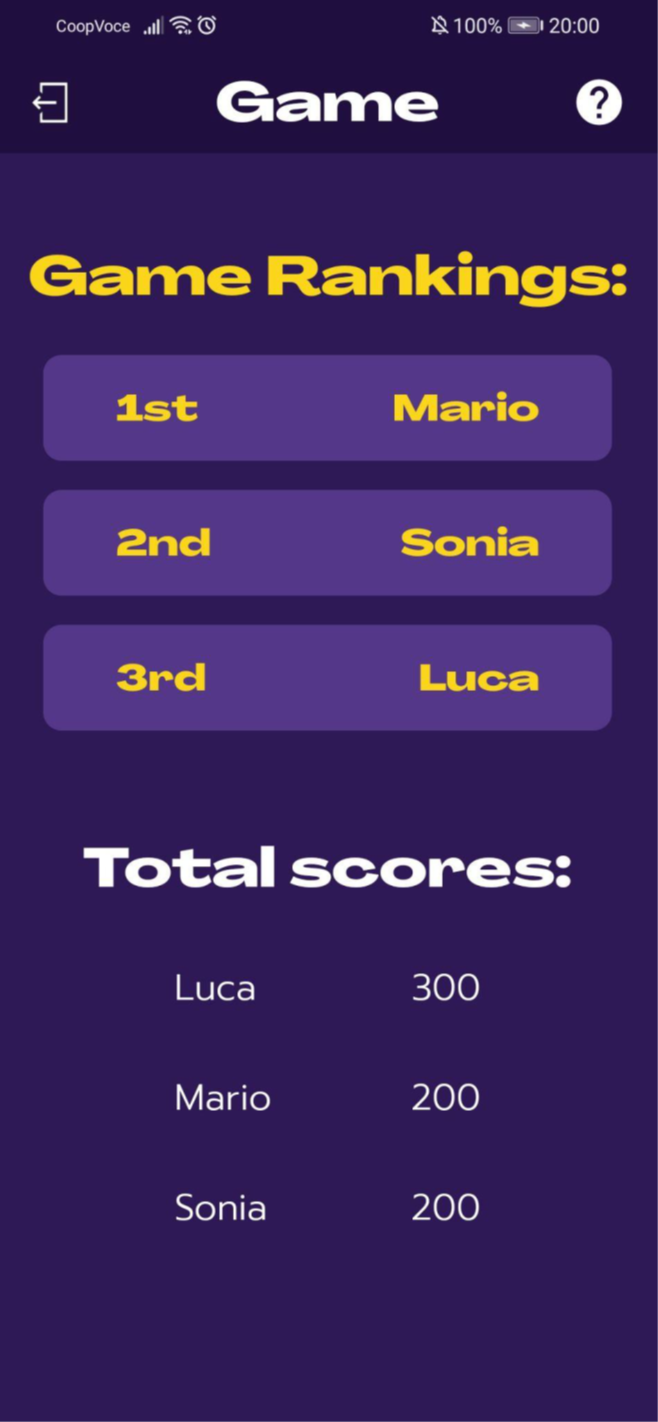 CoopVoce 100% 20:00
Game ?
Game Rankings:
1st Mario
2nd Sonia
3rd Luca
Total scores:
Luca 300
Mario 200
Sonia 200